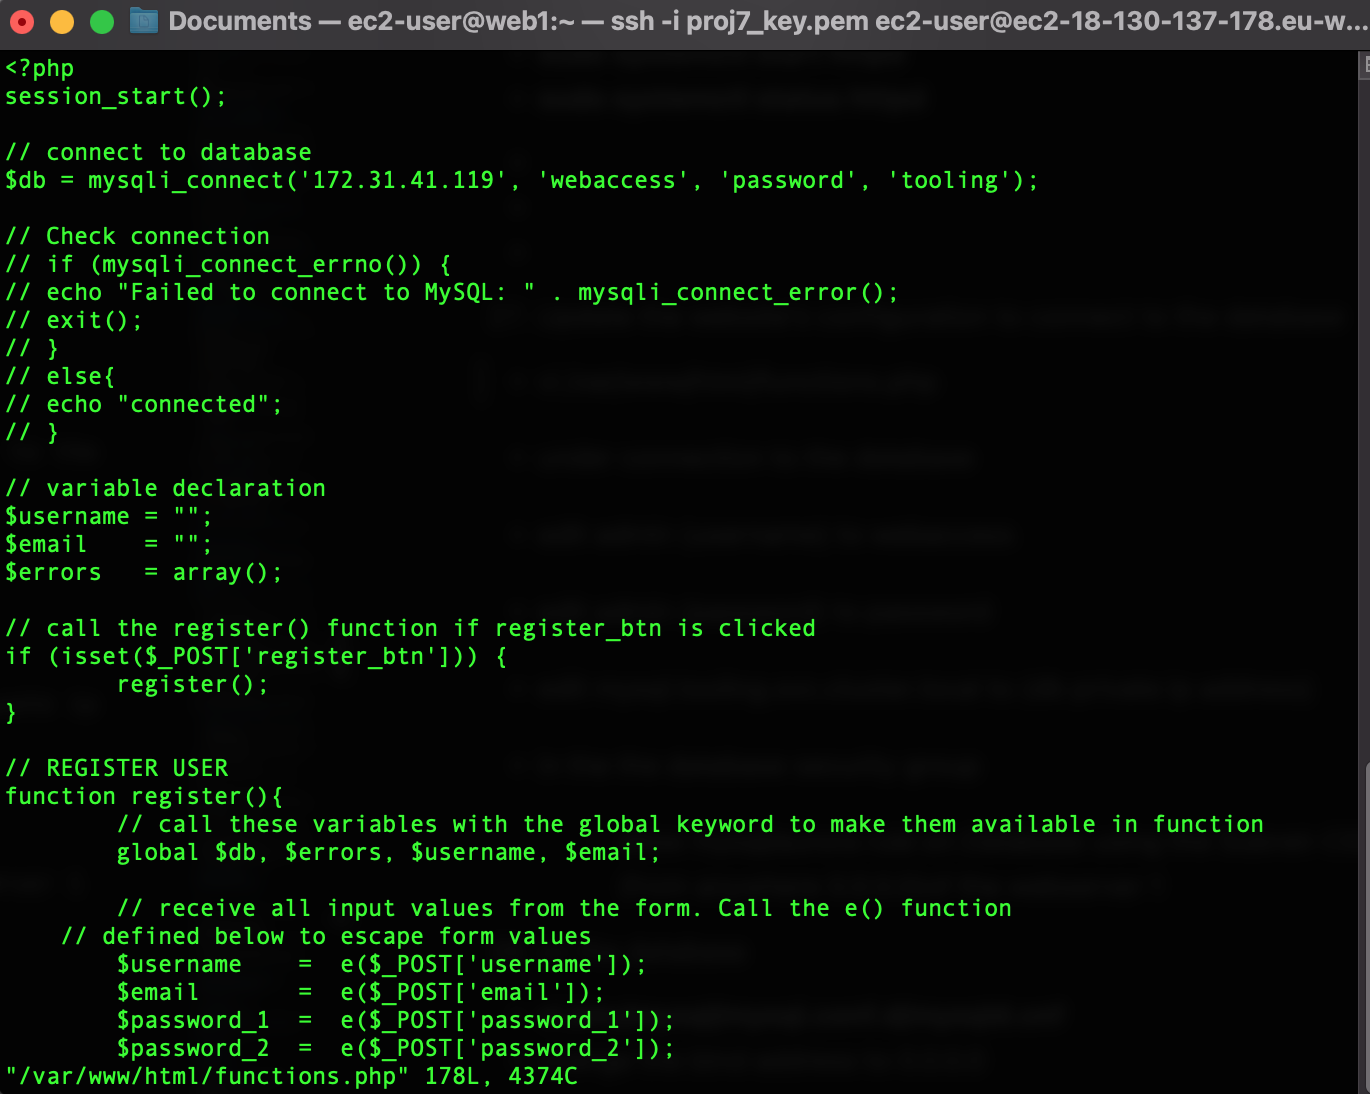 Documents — ec2-user@web1:~ — ssh -i proj7_key.pem ec2-user@ec2-18-130-137-178.eu-w...
<?php
session_start();
// connect to database
$db = mysqli_connect('172.31.41.119', 'webaccess', 'password', 'tooling');
// Check connection
// if (mysqli_connect_errno()) {
// echo "Failed to connect to MySQL: " . mysqli_connect_error();
// exit();
// }
// else{
// echo "connected";
// }
// variable declaration
$username = "";
$email    = "";
$errors   = array();
// call the register() function if register_btn is clicked
if (isset($_POST['register_btn'])) {
        register();
}
// REGISTER USER
function register(){
        // call these variables with the global keyword to make them available in function
        global $db, $errors, $username, $email;
        // receive all input values from the form. Call the e() function
    // defined below to escape form values
        $username    =  e($_POST['username']);
        $email       =  e($_POST['email']);
        $password_1  =  e($_POST['password_1']);
        $password_2  =  e($_POST['password_2']);
"/var/www/html/functions.php" 178L, 4374C